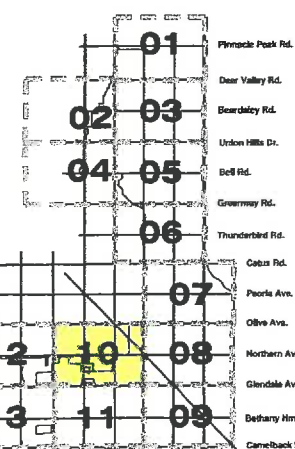 01 Pinnacle Peak Rd.
Deer Valley Rd.
02 03 Beardsley Rd.
Union Hills Dr.
04 05 Bell Rd.
Greenway Rd.
06 Thunderbird Rd.
Catus Rd.
07 Peoria Ave.
Olive Ave.
2 10 08 Northern Av
Glendale Av
3 11 09 Bethany Hm
Camelback